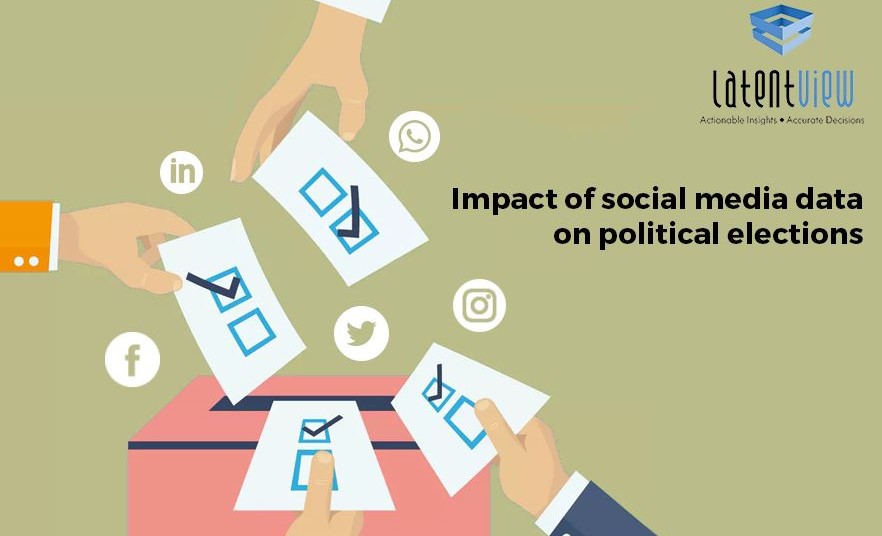 LatentView
Actionable Insights • Accurate Decisions
in
Impact of social media data
on political elections
f